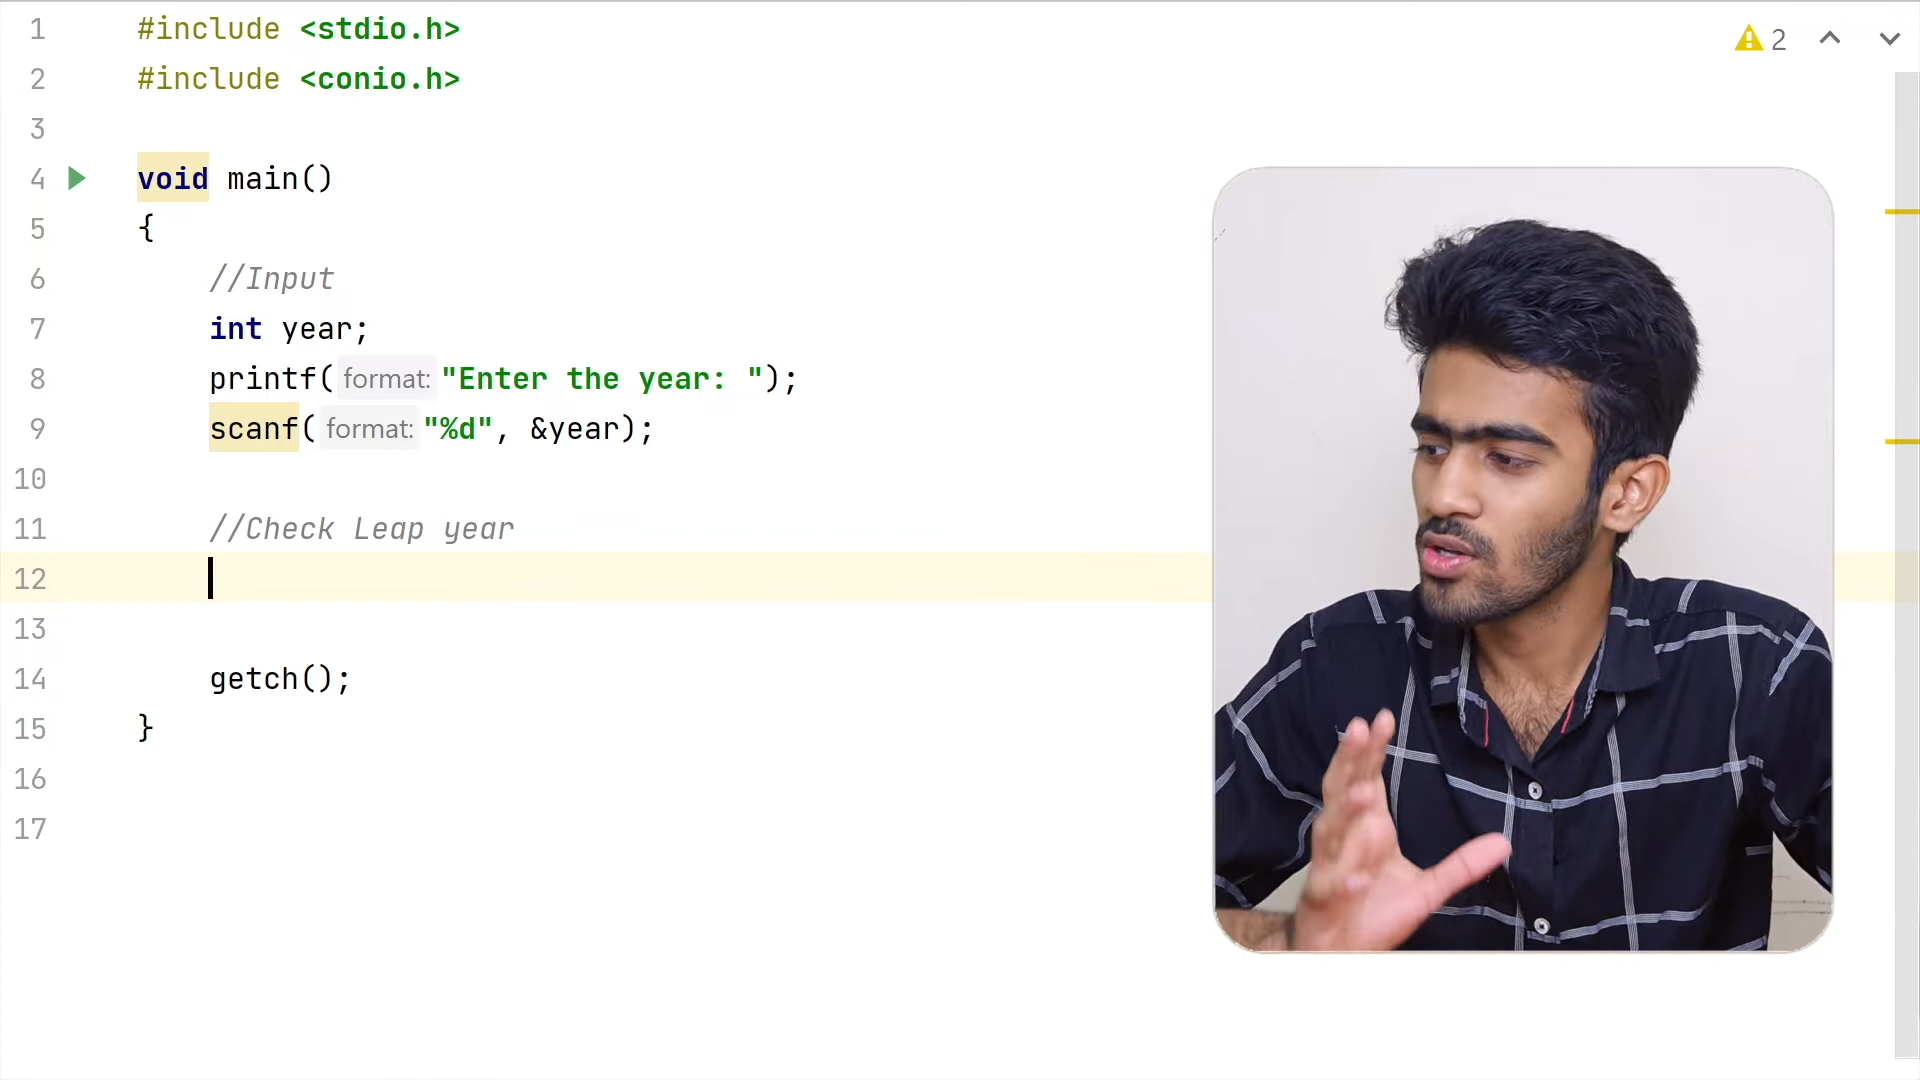 1 #include <stdio.h>
2 #include <conio.h>
3
4 void main()
5 {
6 //Input
7 int year;
8 printf( format: "Enter the year: ");
9 scanf( format: "%d", &year);
10
11 //Check Leap year
12
13
14 getch();
15 }
16
17
2